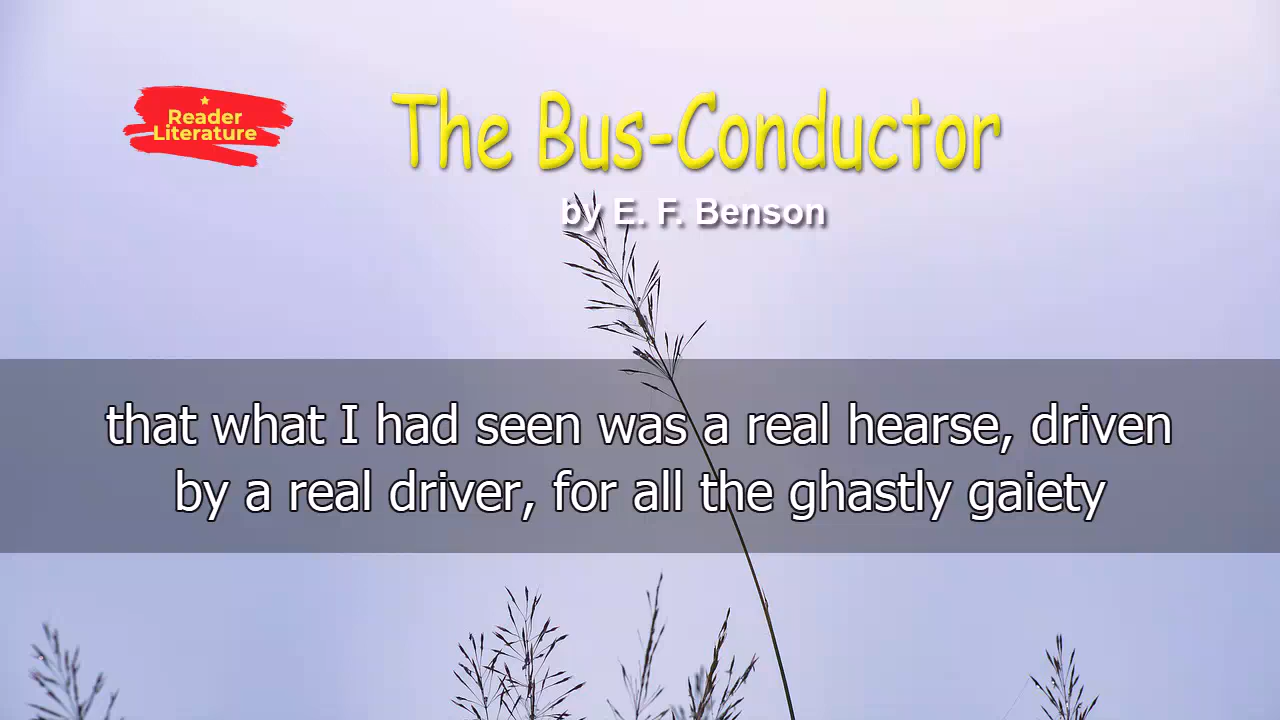 Reader
Literature
The Bus-Conductor
by E. F. Benson
that what I had seen was a real hearse, driven
by a real driver, for all the ghastly gaiety